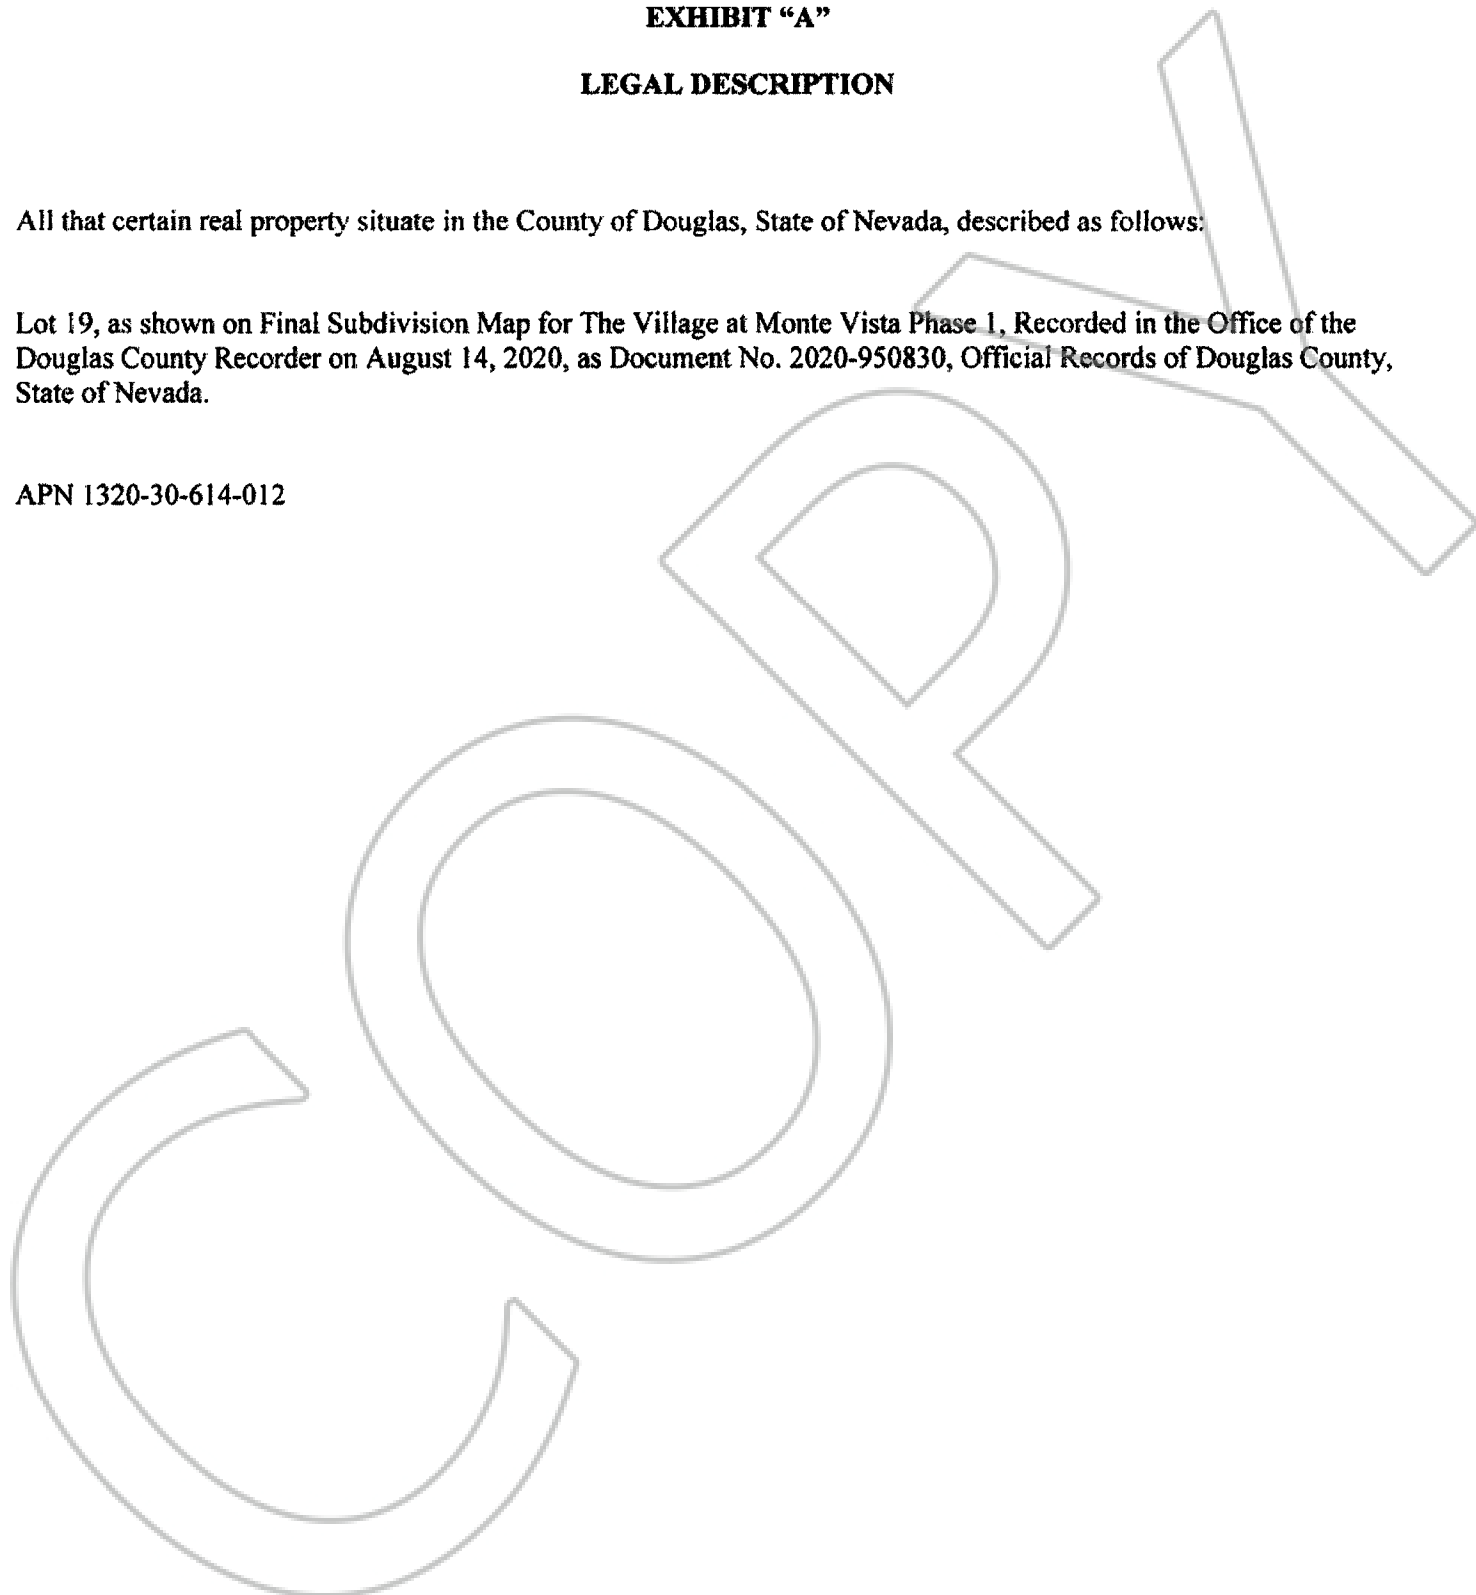 EXHIBIT “A”
LEGAL DESCRIPTION
All that certain real property situate in the County of Douglas, State of Nevada, described as follows:
Lot 19, as shown on Final Subdivision Map for The Village at Monte Vista Phase 1, Recorded in the Office of the
Douglas County Recorder on August 14, 2020, as Document No. 2020-950830, Official Records of Douglas County,
State of Nevada.
APN 1320-30-614-012
COPY